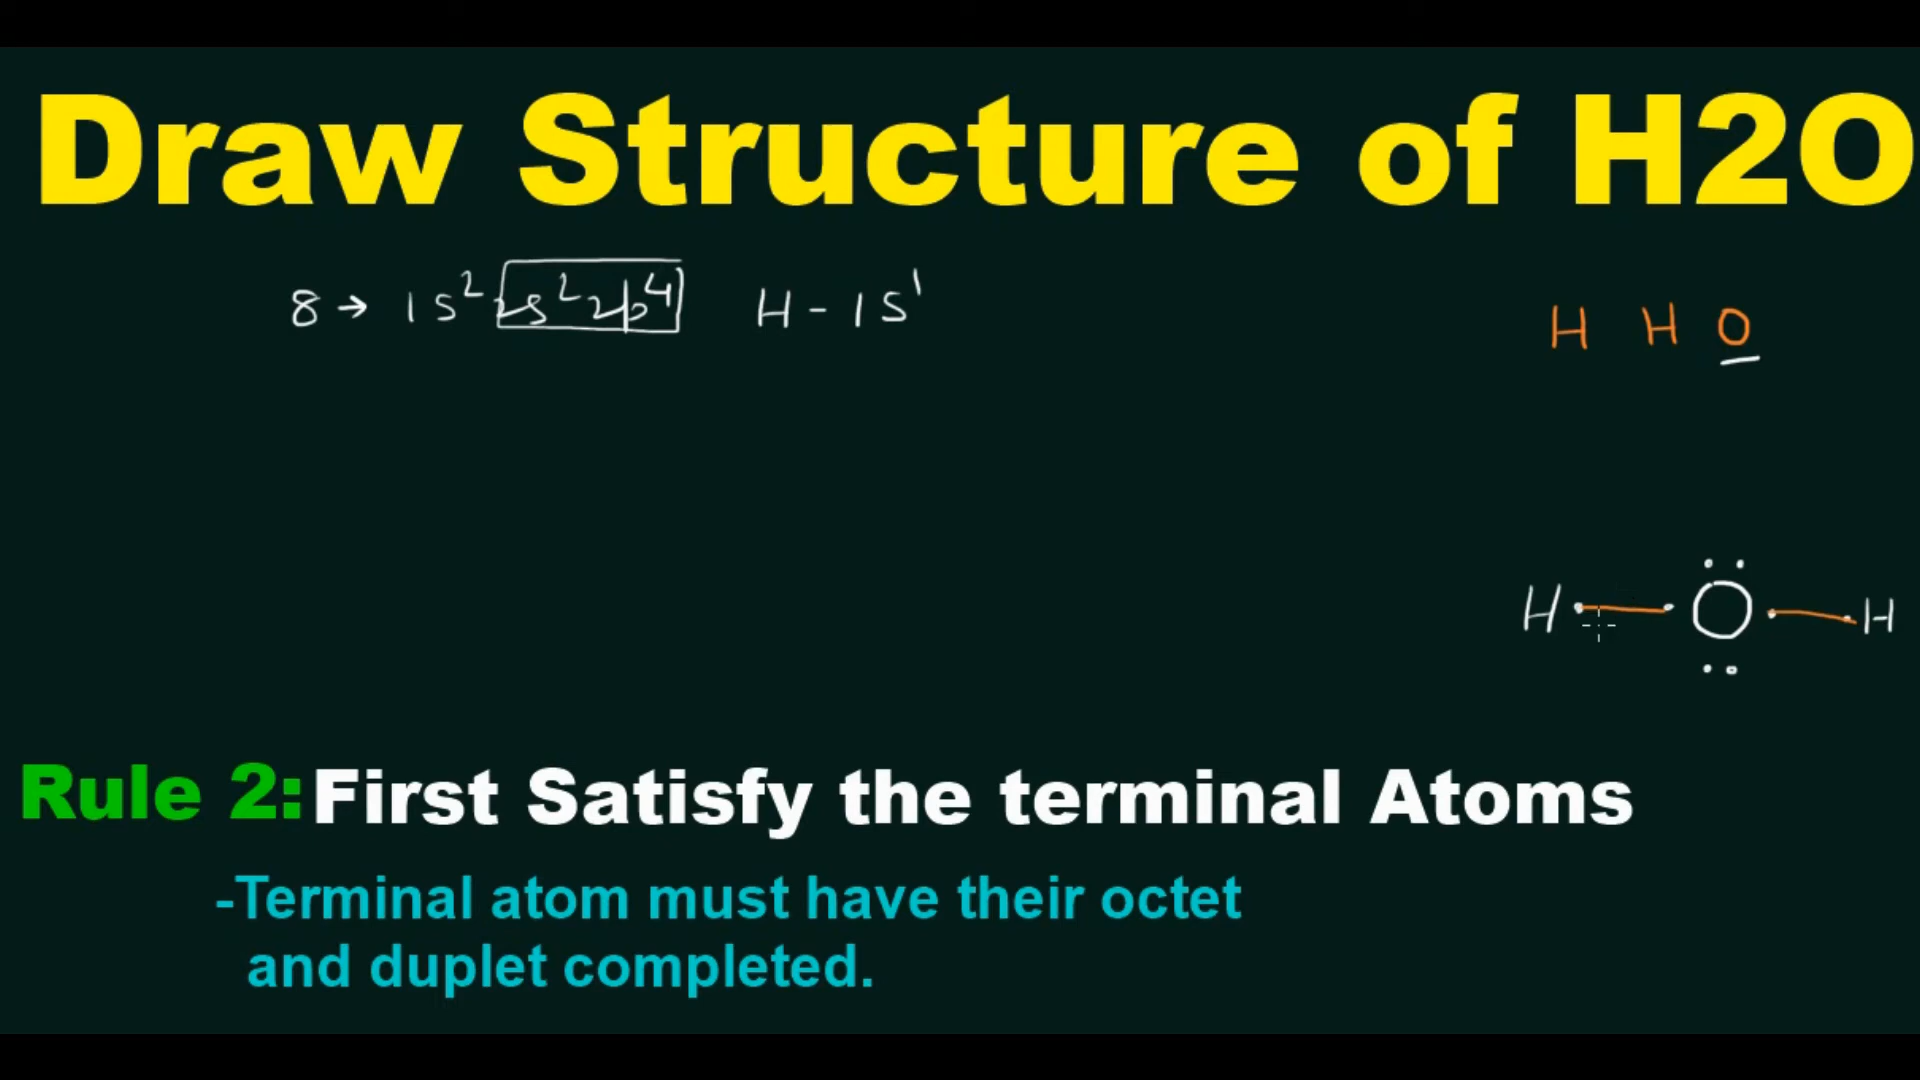 Draw Structure of H2O
8 → 1s² 2s² 2p⁴ H - 1s¹
H H O
H O H
Rule 2: First Satisfy the terminal Atoms
-Terminal atom must have their octet
and duplet completed.